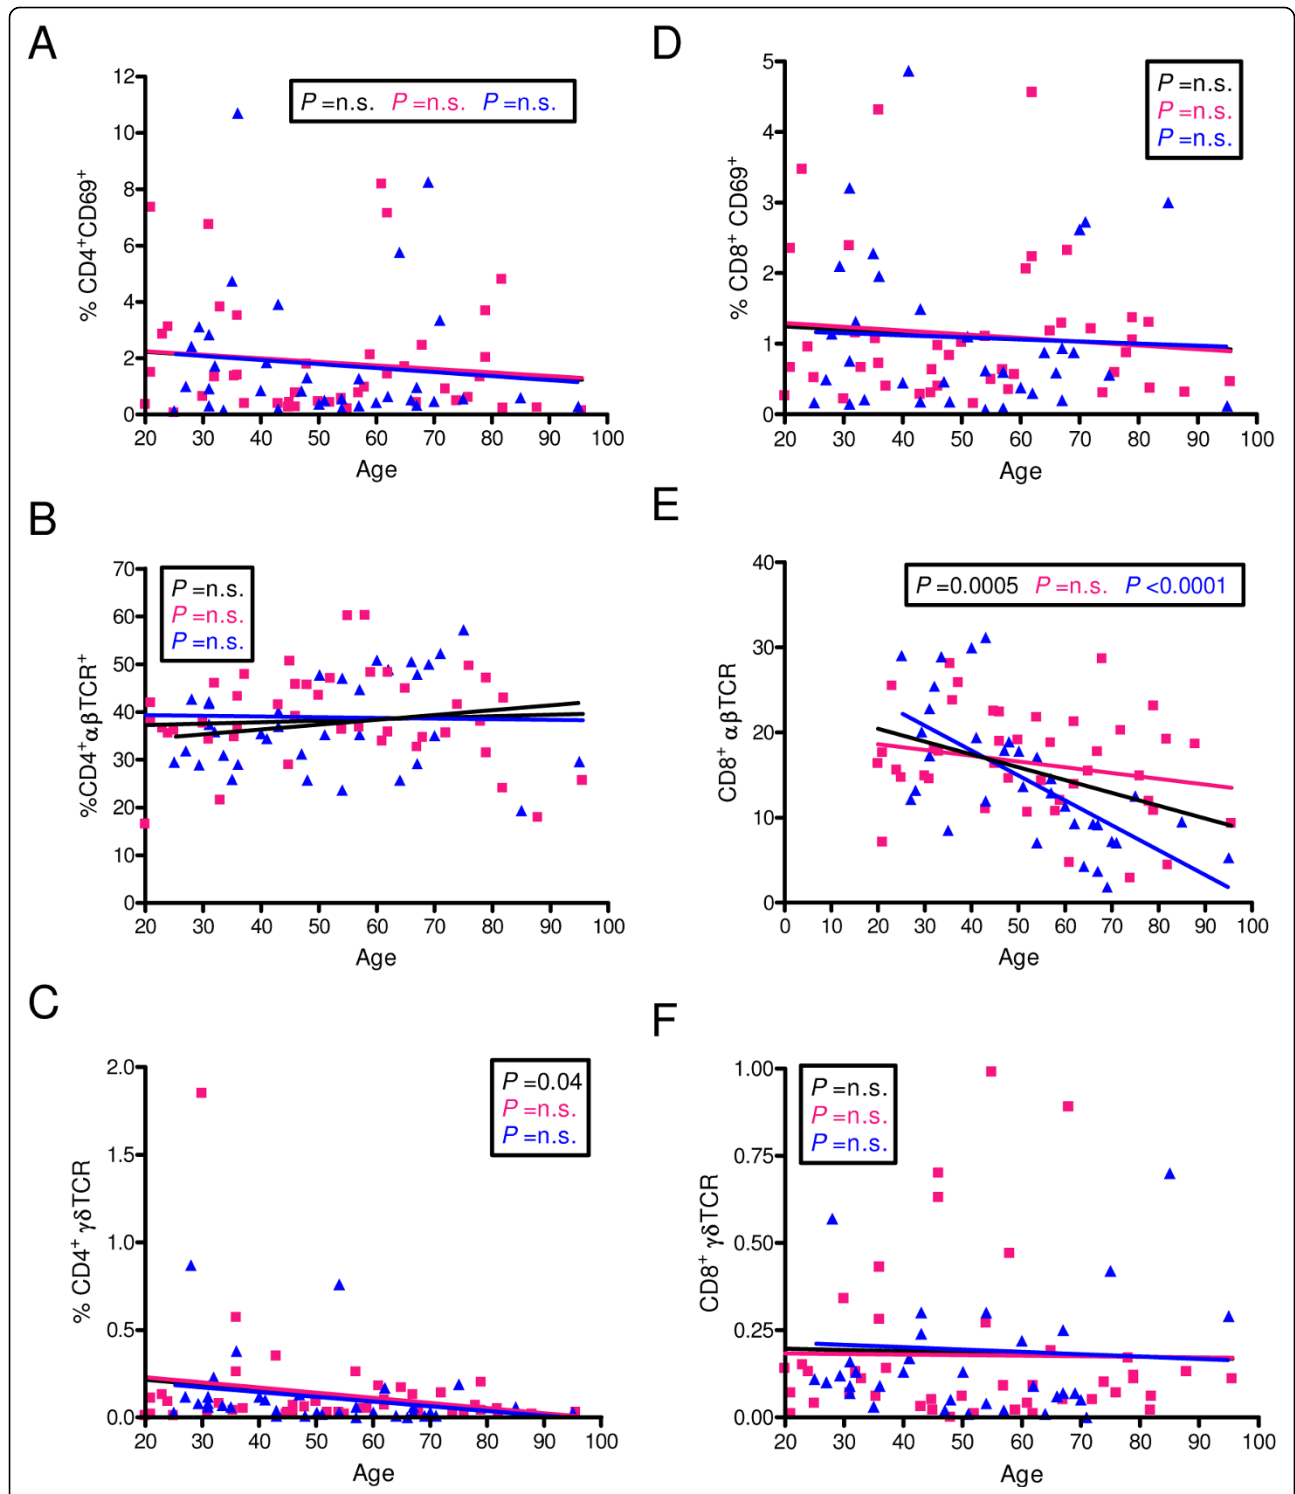 A
12
10
8
6
4
2
0
% CD4+CD69+
P=n.s. P=n.s. P=n.s.
20 30 40 50 60 70 80 90 100
Age
B
70
60
50
40
30
20
10
0
%CD4+αβTCR+
P=n.s.
P=n.s.
P=n.s.
20 30 40 50 60 70 80 90 100
Age
C
2.0
1.5
1.0
0.5
0.0
% CD4+ γδTCR
P=0.04
P=n.s.
P=n.s.
20 30 40 50 60 70 80 90 100
Age
D
5
4
3
2
1
0
% CD8+ CD69+
P=n.s.
P=n.s.
P=n.s.
20 30 40 50 60 70 80 90 100
Age
E
40
30
20
10
0
CD8+ αβTCR
P=0.0005 P=n.s. P<0.0001
0 10 20 30 40 50 60 70 80 90 100
Age
F
1.00
0.75
0.50
0.25
0.00
CD8+ γδTCR
P=n.s.
P=n.s.
P=n.s.
20 30 40 50 60 70 80 90 100
Age